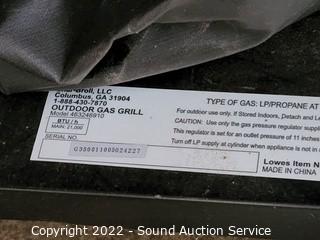 Char-Broil, LLC
Columbus, GA 31904
1-888-430-7870
OUTDOOR GAS GRILL
Model 463246910
BTU / h
MAIN: 21,000
SERIAL NO:
G3500011000024227
TYPE OF GAS: LP/PROPANE AT
For outdoor use only. If Stored Indoors, Detach and Le
CAUTION: Use only the gas pressure regulator supplie
This regulator is set for an outlet pressure of 11 inches
Turn off LP supply at cylinder when appliance is not in
Lowes Item N
MADE IN CHINA
Copyright © 2022 - Sound Auction Service